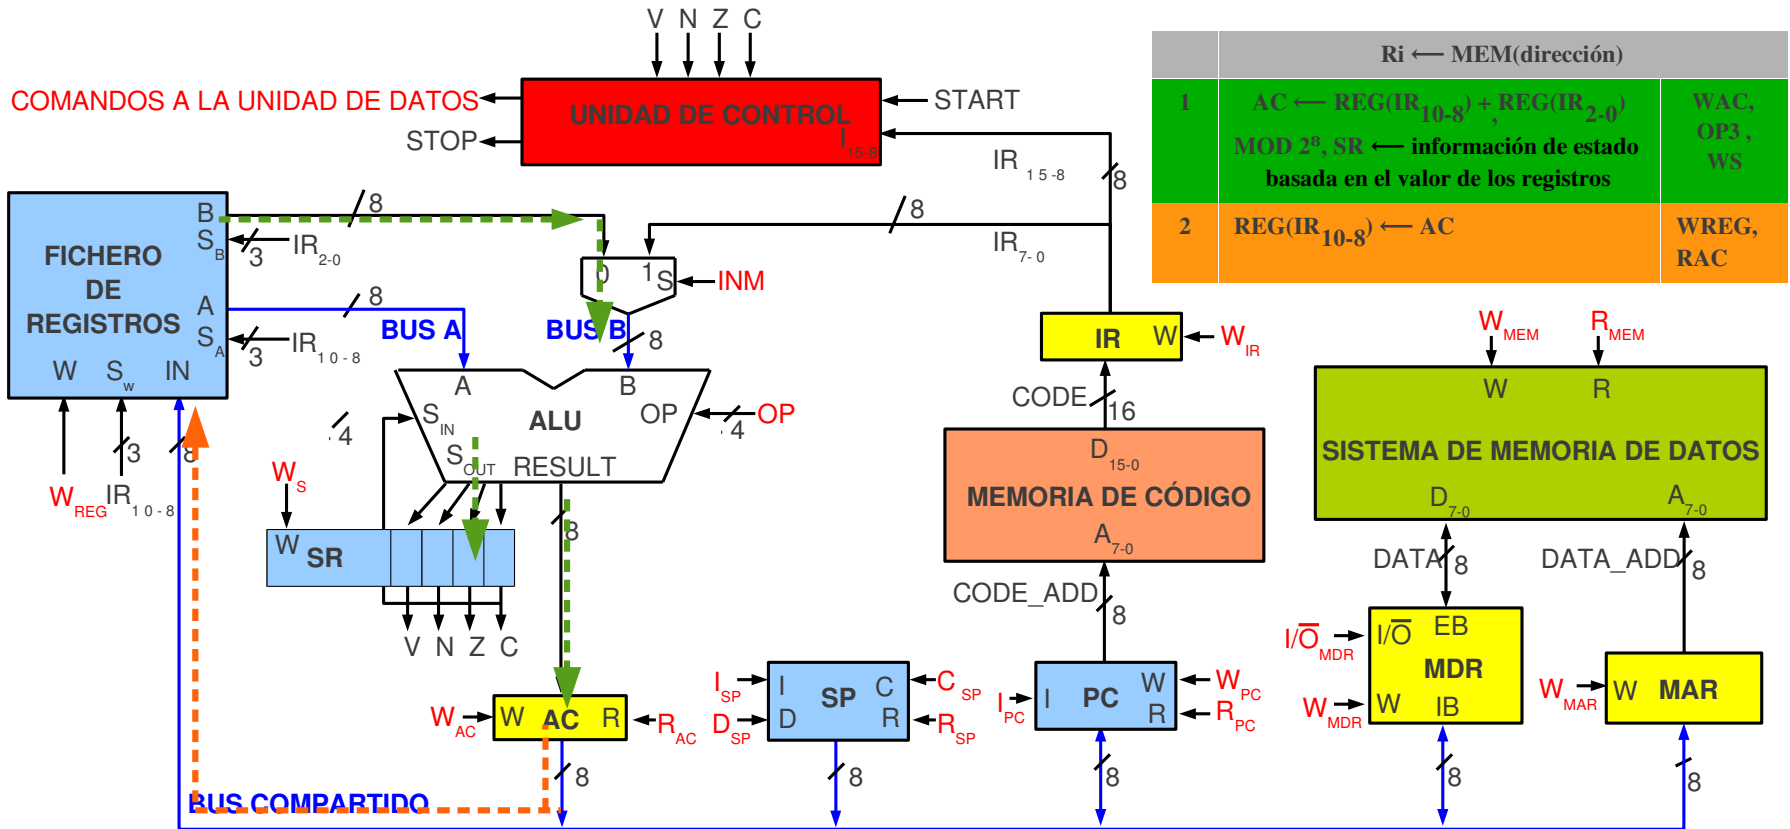 V N Z C
COMANDOS A LA UNIDAD DE DATOS
UNIDAD DE CONTROL
I15-8
START
STOP
IR 15-8
8
Ri ← MEM(dirección)
1
AC ← REG(IR10-8) + REG(IR2-0)
,
MOD 2⁸, SR ← información de estado
basada en el valor de los registros
WAC,
OP3 ,
WS
2
REG(IR10-8) ← AC
WREG,
RAC
FICHERO
DE
REGISTROS
B
SB
A
SA
W
Sw
IN
8
3
IR2-0
8
3
IR10-8
BUS A
BUS B
8
0
1
S
INM
8
IR7-0
WREG
3
IR10-8
8
A
B
SIN
ALU
OP
SOUT
RESULT
4
4
OP
WS
W
SR
8
V N Z C
WAC
W
AC
R
RAC
8
BUS COMPARTIDO
ISP
DSP
I
D
SP
C
R
CSP
RSP
8
IR
W
WIR
CODE
16
D15-0
MEMORIA DE CÓDIGO
A7-0
CODE_ADD
8
IPC
I
PC
W
R
WPC
RPC
8
WMEM
RMEM
W
R
SISTEMA DE MEMORIA DE DATOS
D7-0
A7-0
DATA
8
DATA_ADD
8
I/O̅MDR
I/O̅
EB
MDR
WMDR
W
IB
8
WMAR
W
MAR
8